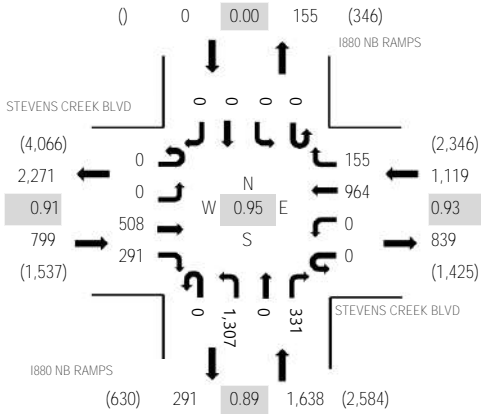 () 0 0.00 155 (346)
I880 NB RAMPS
STEVENS CREEK BLVD
0 0 0 0
(4,066) (2,346)
0 155
2,271 1,119
N
0 964
0.91 W 0.95 E 0.93
508 0
799 S 839
291 0
(1,537) (1,425)
0 1,307 0 331
STEVENS CREEK BLVD
I880 NB RAMPS
(630) 291 0.89 1,638 (2,584)